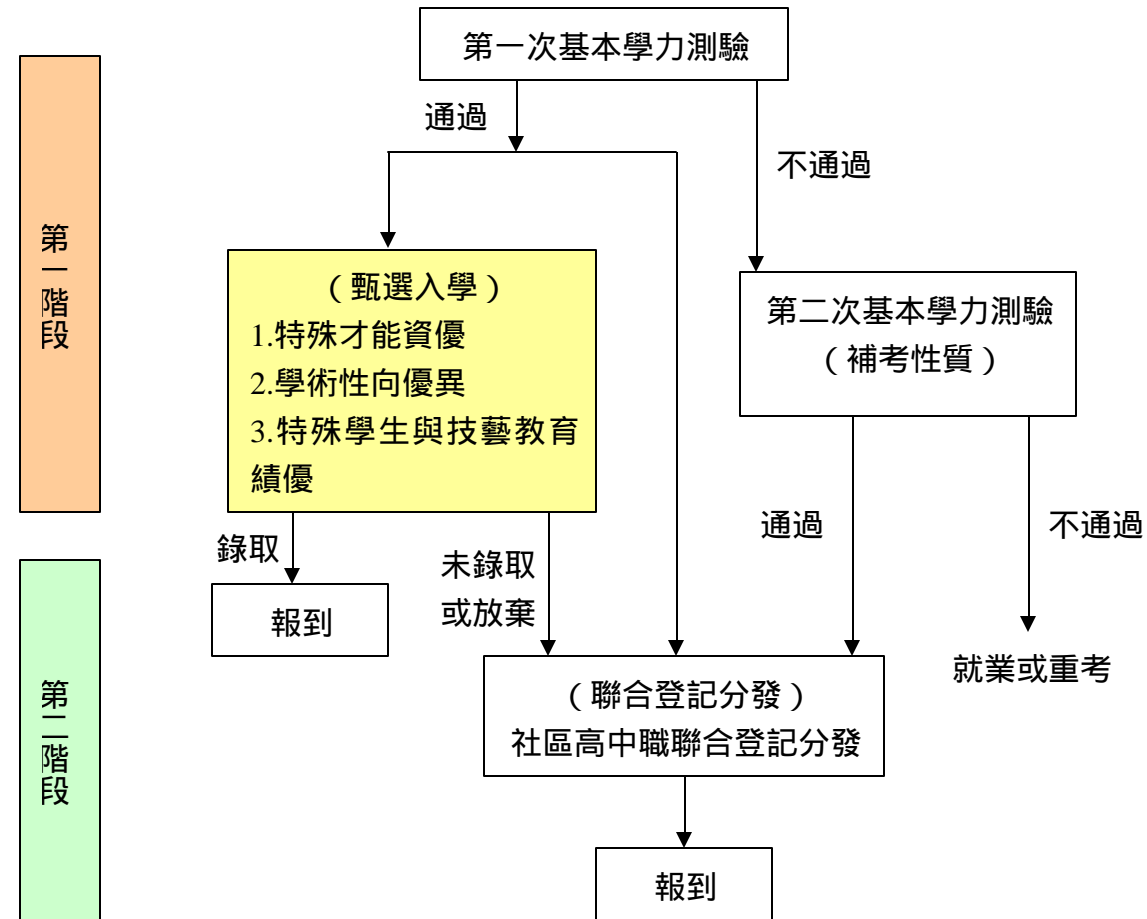 第一次基本學力測驗
通過
不通過
第一階段
（甄選入學）
1.特殊才能資優
2.學術性向優異
3.特殊學生與技藝教育
績優
第二次基本學力測驗
（補考性質）
通過
不通過
錄取
未錄取
或放棄
報到
就業或重考
第二階段
（聯合登記分發）
社區高中職聯合登記分發
報到